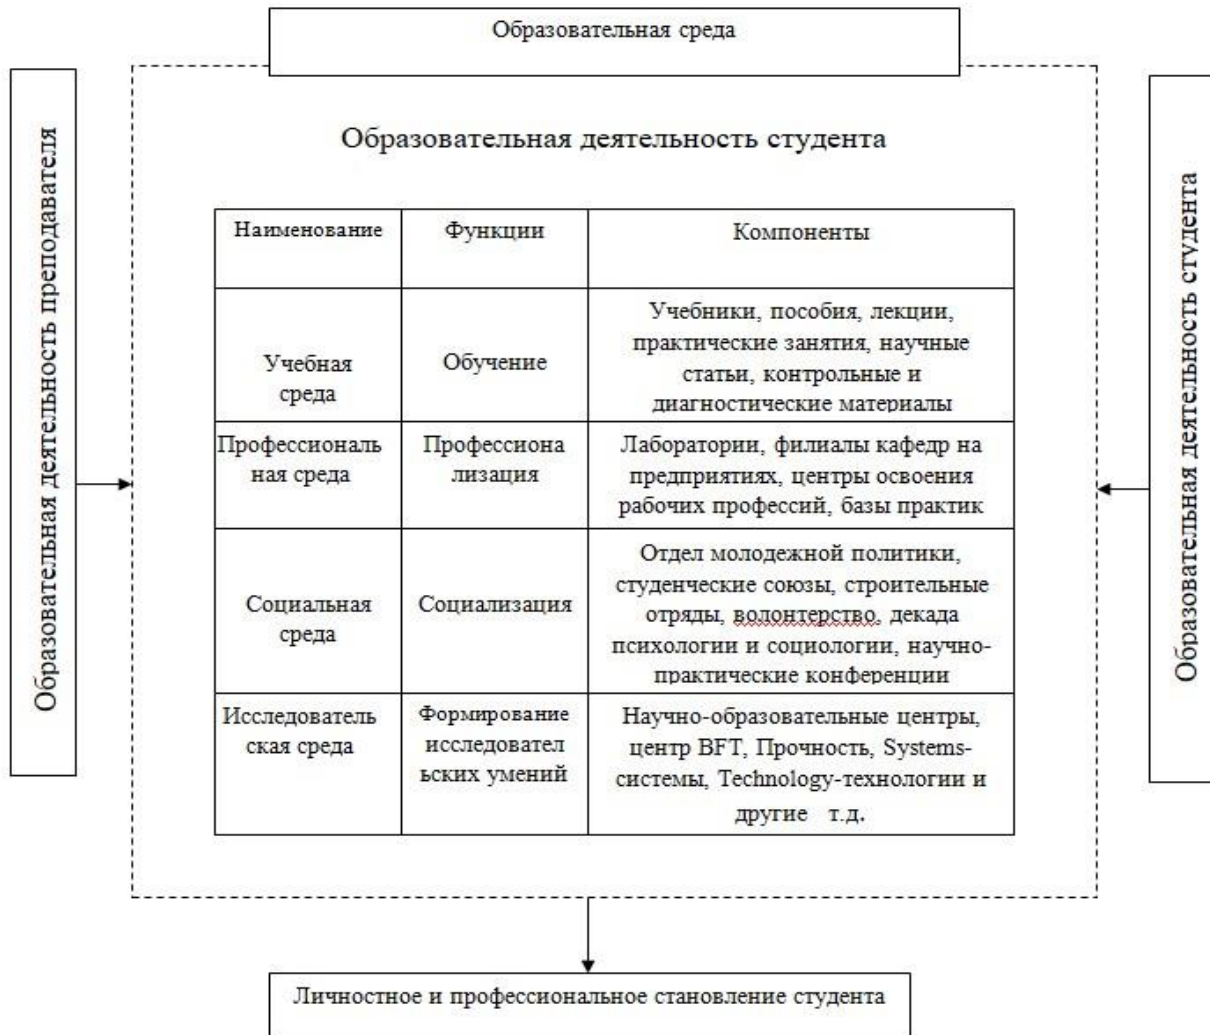 Образовательная среда
Образовательная деятельность преподавателя
Образовательная деятельность студента
Наименование
Функции
Компоненты
Учебная
среда
Обучение
Учебники, пособия, лекции,
практические занятия, научные
статьи, контрольные и
диагностические материалы
Профессиональ
ная среда
Профессиона
лизация
Лаборатории, филиалы кафедр на
предприятиях, центры освоения
рабочих профессий, базы практик
Социальная
среда
Социализация
Отдел молодежной политики,
студенческие союзы, строительные
отряды, волонтерство, декада
психологии и социологии, научно-
практические конференции
Исследователь
ская среда
Формирование
исследовател
ьских умений
Научно-образовательные центры,
центр BFT, Прочность, Systems-
системы, Technology-технологии и
другие т.д.
Образовательная деятельность студента
Личностное и профессиональное становление студента